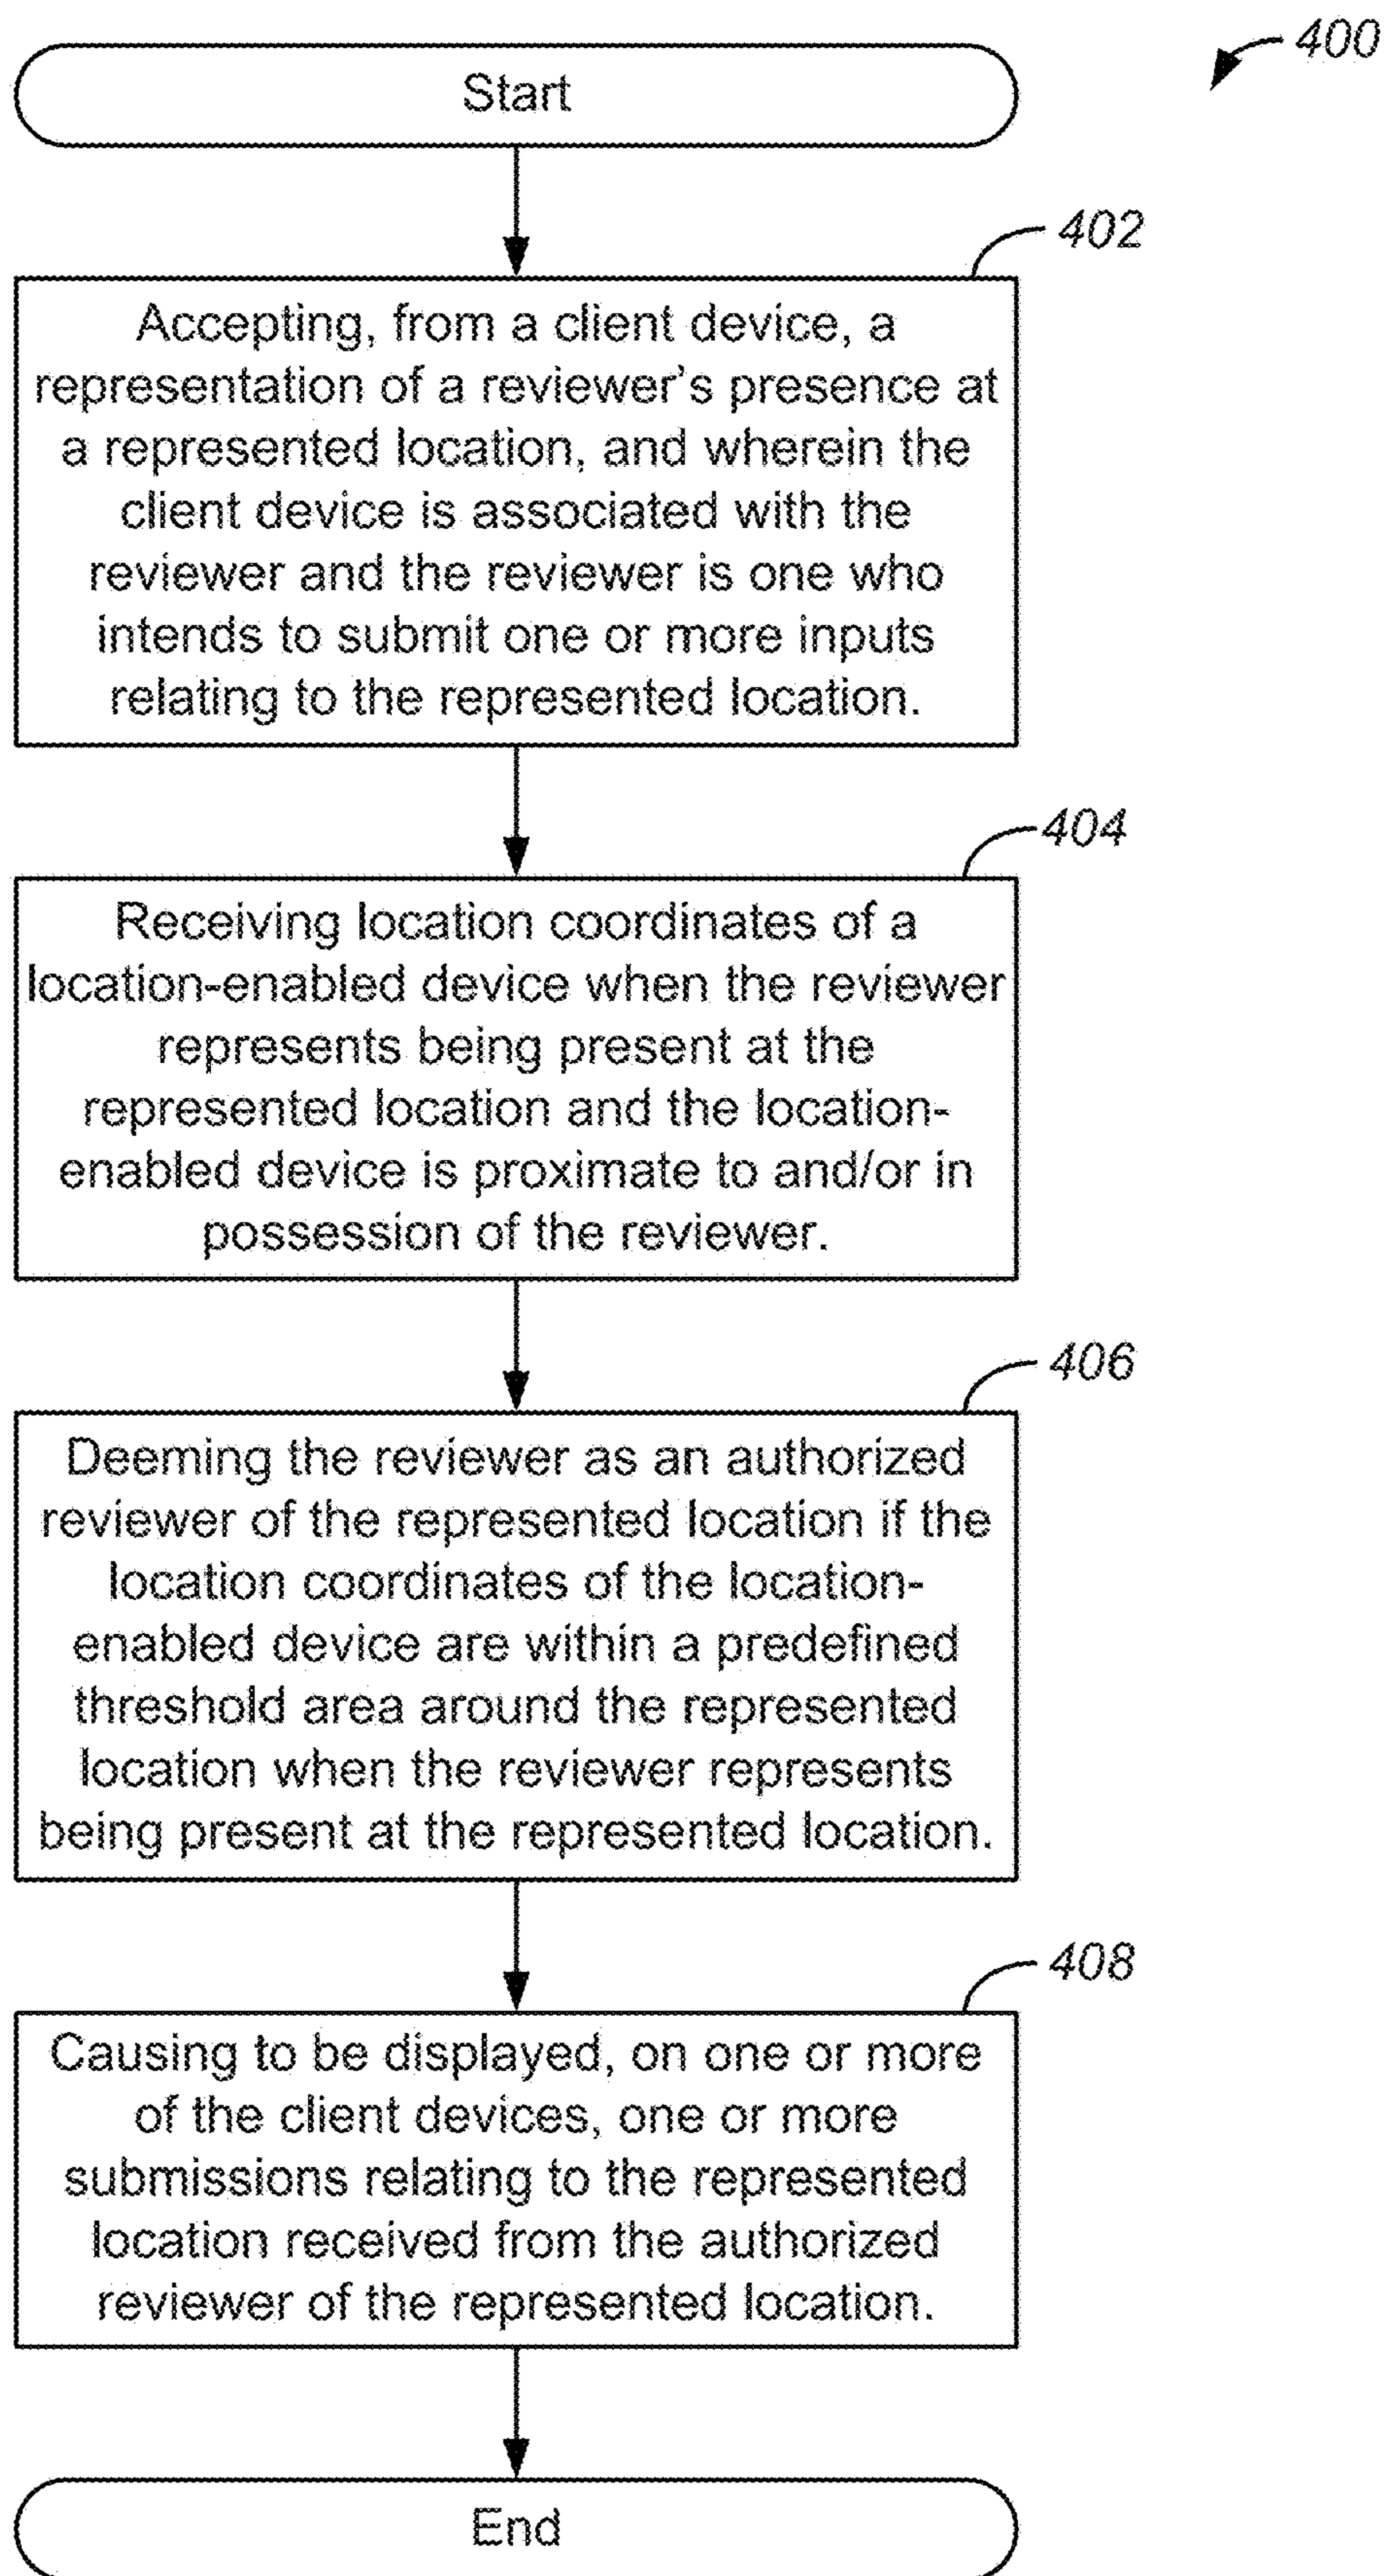 400
Start
402
Accepting, from a client device, a
representation of a reviewer's presence at
a represented location, and wherein the
client device is associated with the
reviewer and the reviewer is one who
intends to submit one or more inputs
relating to the represented location.
404
Receiving location coordinates of a
location-enabled device when the reviewer
represents being present at the
represented location and the location-
enabled device is proximate to and/or in
possession of the reviewer.
406
Deeming the reviewer as an authorized
reviewer of the represented location if the
location coordinates of the location-
enabled device are within a predefined
threshold area around the represented
location when the reviewer represents
being present at the represented location.
408
Causing to be displayed, on one or more
of the client devices, one or more
submissions relating to the represented
location received from the authorized
reviewer of the represented location.
End